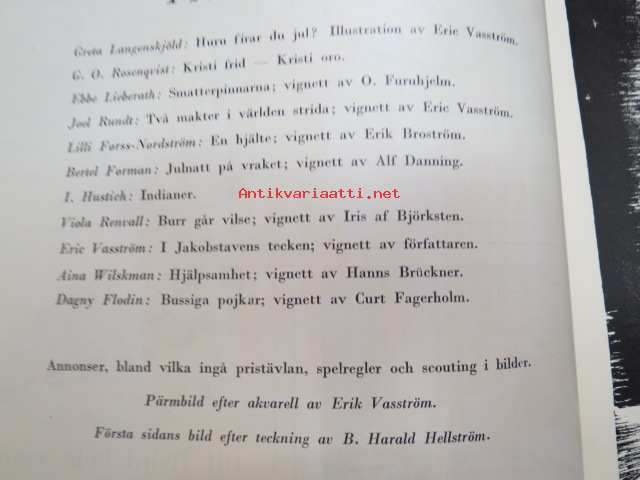 Greta Langenskjöld: Huru firar du jul? Illustration av Eric Vasström.
G. O. Rosenqvist: Kristi frid — Kristi oro.
Ebbe Lieberath: Smatterpinnarna; vignett av O. Furuhjelm.
Joel Rundt: Två makter i världen strida; vignett av Eric Vasström.
Lilli Forss-Nordström: En hjälte; vignett av Erik Broström.
Bertel Forman: Julnatt på vraket; vignett av Alf Danning.
I. Hustich: Indianer.
Antikvariaatti.net
Viola Renvall: Burr går vilse; vignett av Iris af Björksten.
Eric Vasström: I Jakobstavens tecken; vignett av författaren.
Aina Wilskman: Hjälpsamhet; vignett av Hanns Brückner.
Dagny Flodin: Bussiga pojkar; vignett av Curt Fagerholm.
Annonser, bland vilka ingå pristävlan, spelregler och scouting i bilder.
Pärmbild efter akvarell av Erik Vasström.
Första sidans bild efter teckning av B. Harald Hellström.